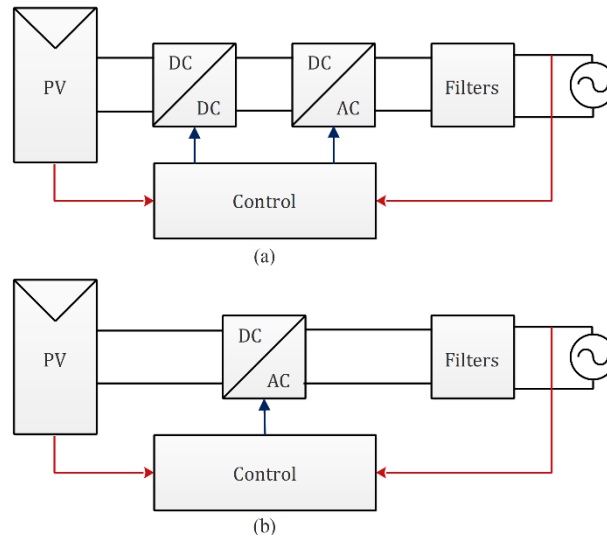 PV
DC
DC
DC
AC
Filters
Control
(a)
PV
DC
AC
Filters
Control
(b)